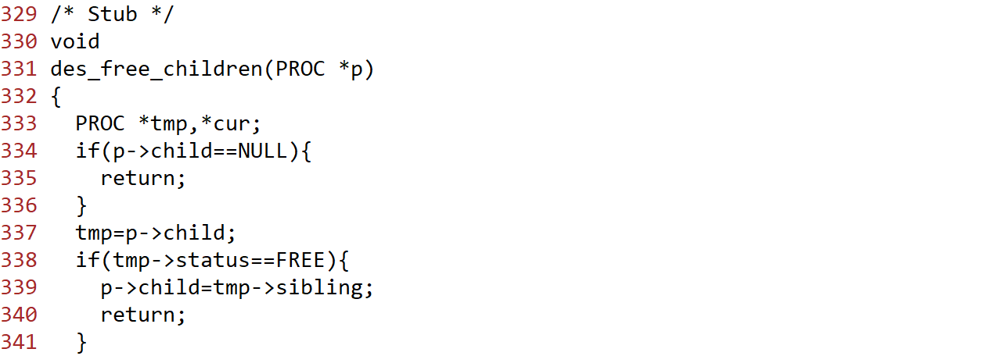 329 /* Stub */
330 void
331 des_free_children(PROC *p)
332 {
333   PROC *tmp,*cur;
334   if(p->child==NULL){
335     return;
336   }
337   tmp=p->child;
338   if(tmp->status==FREE){
339     p->child=tmp->sibling;
340     return;
341   }